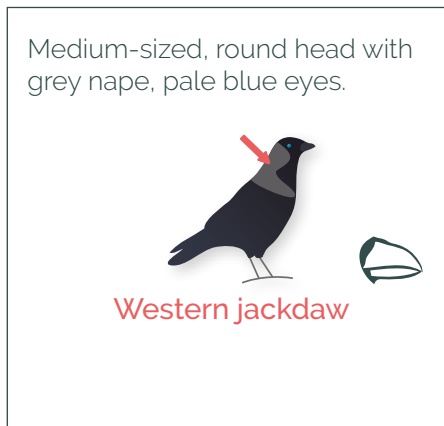 Medium-sized, round head with
grey nape, pale blue eyes.
Western jackdaw